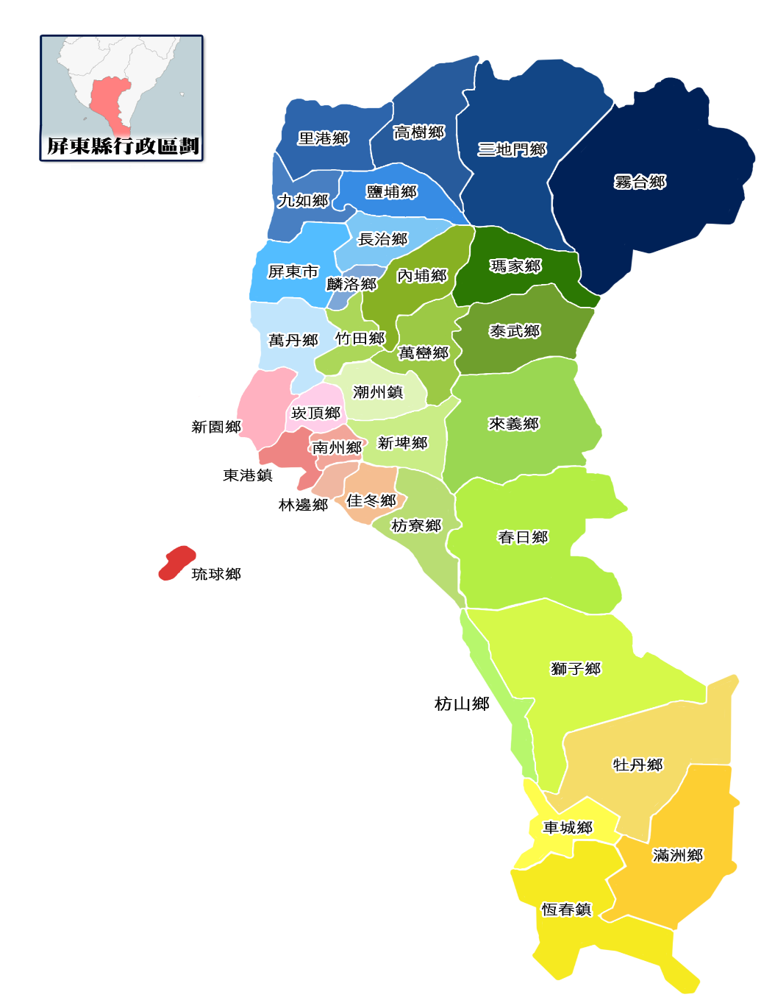 屏東縣行政區劃
高樹鄉
里港鄉
三地門鄉
霧台鄉
鹽埔鄉
九如鄉
長治鄉
瑪家鄉
屏東市
內埔鄉
麟洛鄉
泰武鄉
竹田鄉
萬丹鄉
萬巒鄉
潮州鎮
崁頂鄉
來義鄉
新園鄉
新埤鄉
南州鄉
東港鎮
佳冬鄉
林邊鄉
枋寮鄉
春日鄉
琉球鄉
獅子鄉
枋山鄉
牡丹鄉
車城鄉
滿洲鄉
恆春鎮